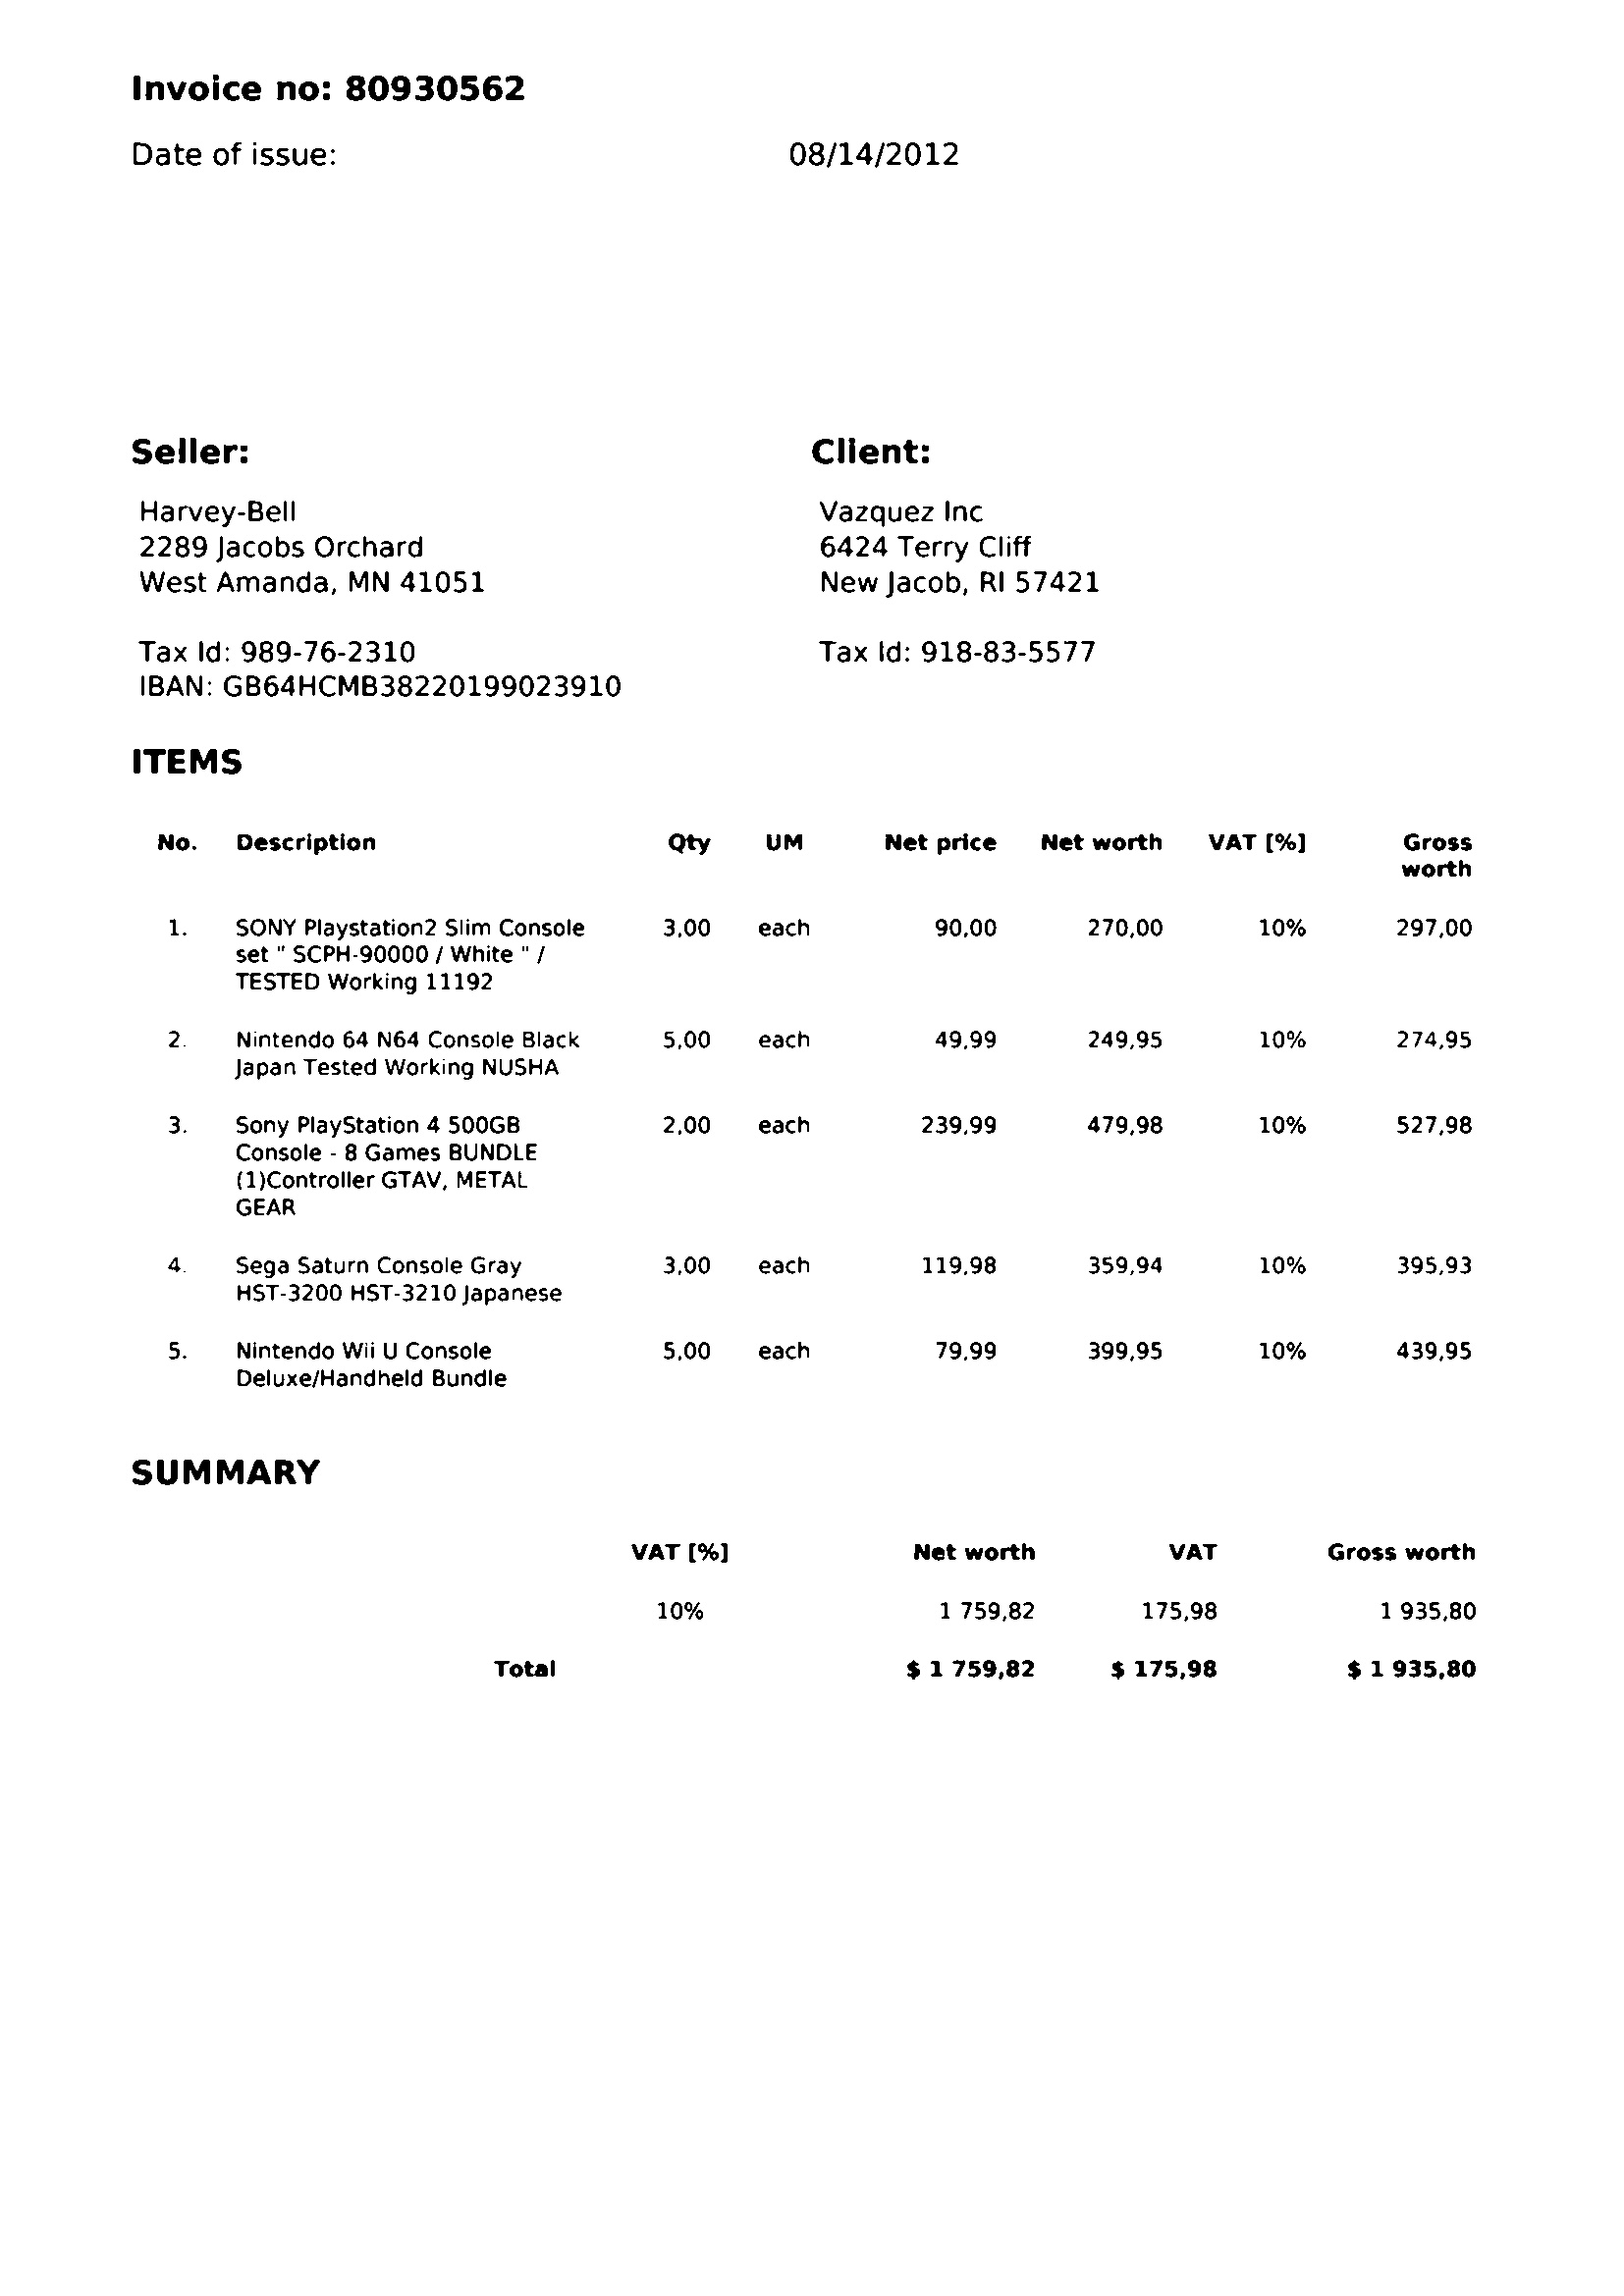 Invoice no: 80930562
Date of issue: 08/14/2012
Seller:
Harvey-Bell
2289 Jacobs Orchard
West Amanda, MN 41051
Tax Id: 989-76-2310
IBAN: GB64HCMB38220199023910
Client:
Vazquez Inc
6424 Terry Cliff
New Jacob, RI 57421
Tax Id: 918-83-5577
ITEMS
No. Description Qty UM Net price Net worth VAT [%] Gross
worth
1. SONY Playstation2 Slim Console 3,00 each 90,00 270,00 10% 297,00
set " SCPH-90000 / White " /
TESTED Working 11192
2. Nintendo 64 N64 Console Black 5,00 each 49,99 249,95 10% 274,95
Japan Tested Working NUSHA
3. Sony PlayStation 4 500GB 2,00 each 239,99 479,98 10% 527,98
Console - 8 Games BUNDLE
(1)Controller GTAV, METAL
GEAR
4. Sega Saturn Console Gray 3,00 each 119,98 359,94 10% 395,93
HST-3200 HST-3210 Japanese
5. Nintendo Wii U Console 5,00 each 79,99 399,95 10% 439,95
Deluxe/Handheld Bundle
SUMMARY
VAT [%] Net worth VAT Gross worth
10% 1 759,82 175,98 1 935,80
Total $ 1 759,82 $ 175,98 $ 1 935,80